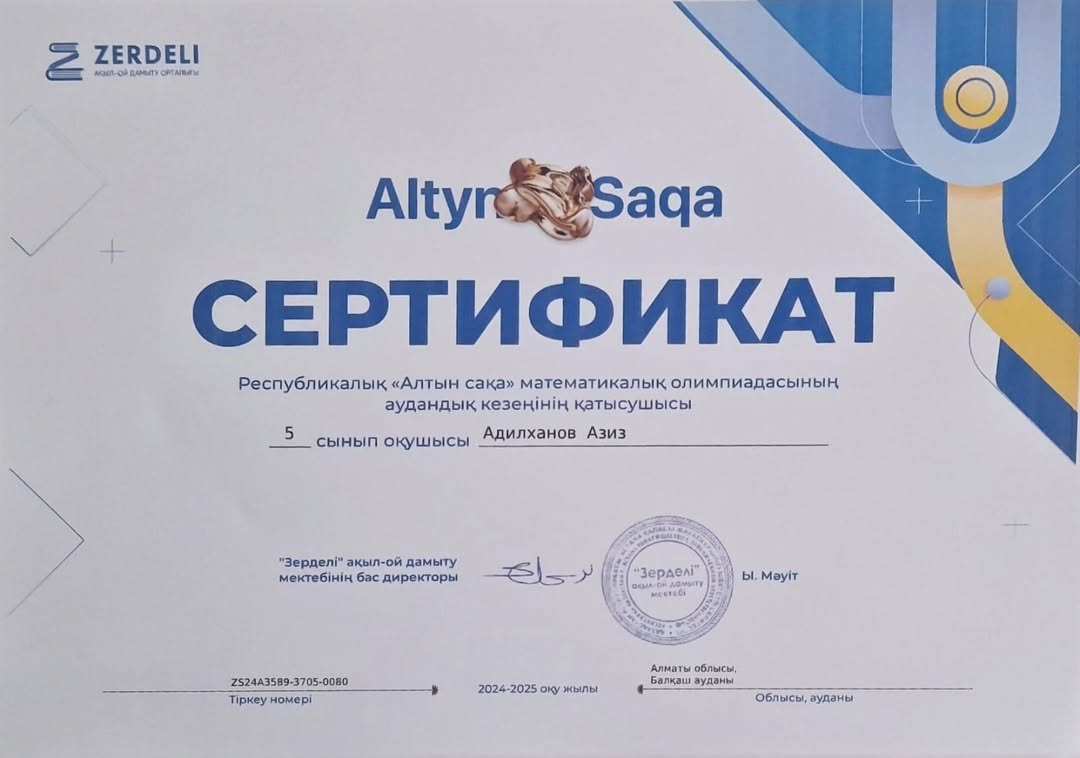 ZERDELI
АҚЫЛ-ОЙ ДАМЫТУ ОРТАЛЫҒЫ
Altyn Saqa
СЕРТИФИКАТ
Республикалық «Алтын сақа» математикалық олимпиадасының
аудандық кезеңінің қатысушысы
5 сынып оқушысы Адилханов Азиз
"Зерделі" ақыл-ой дамыту
мектебінің бас директоры
"Зерделі"
ақыл-ой дамыту
мектебі
Ы. Мәуіт
ZS24A3589-3705-0080
Тіркеу номері
2024-2025 оқу жылы
Алматы облысы,
Балқаш ауданы
Облысы, ауданы